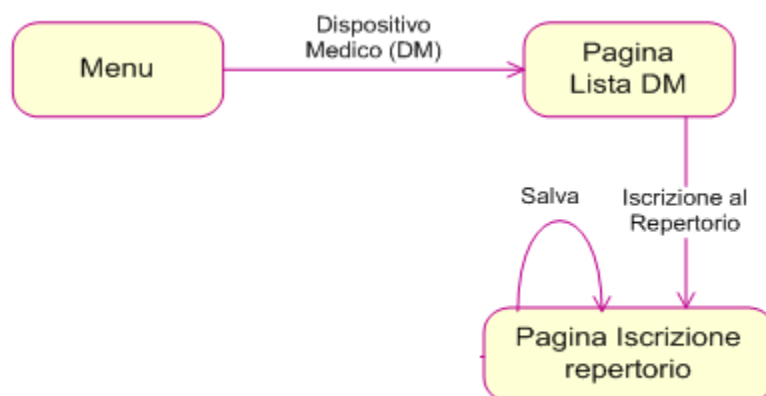 Dispositivo
Medico (DM)
Menu
Pagina
Lista DM
Salva
Iscrizione al
Repertorio
Pagina Iscrizione
repertorio